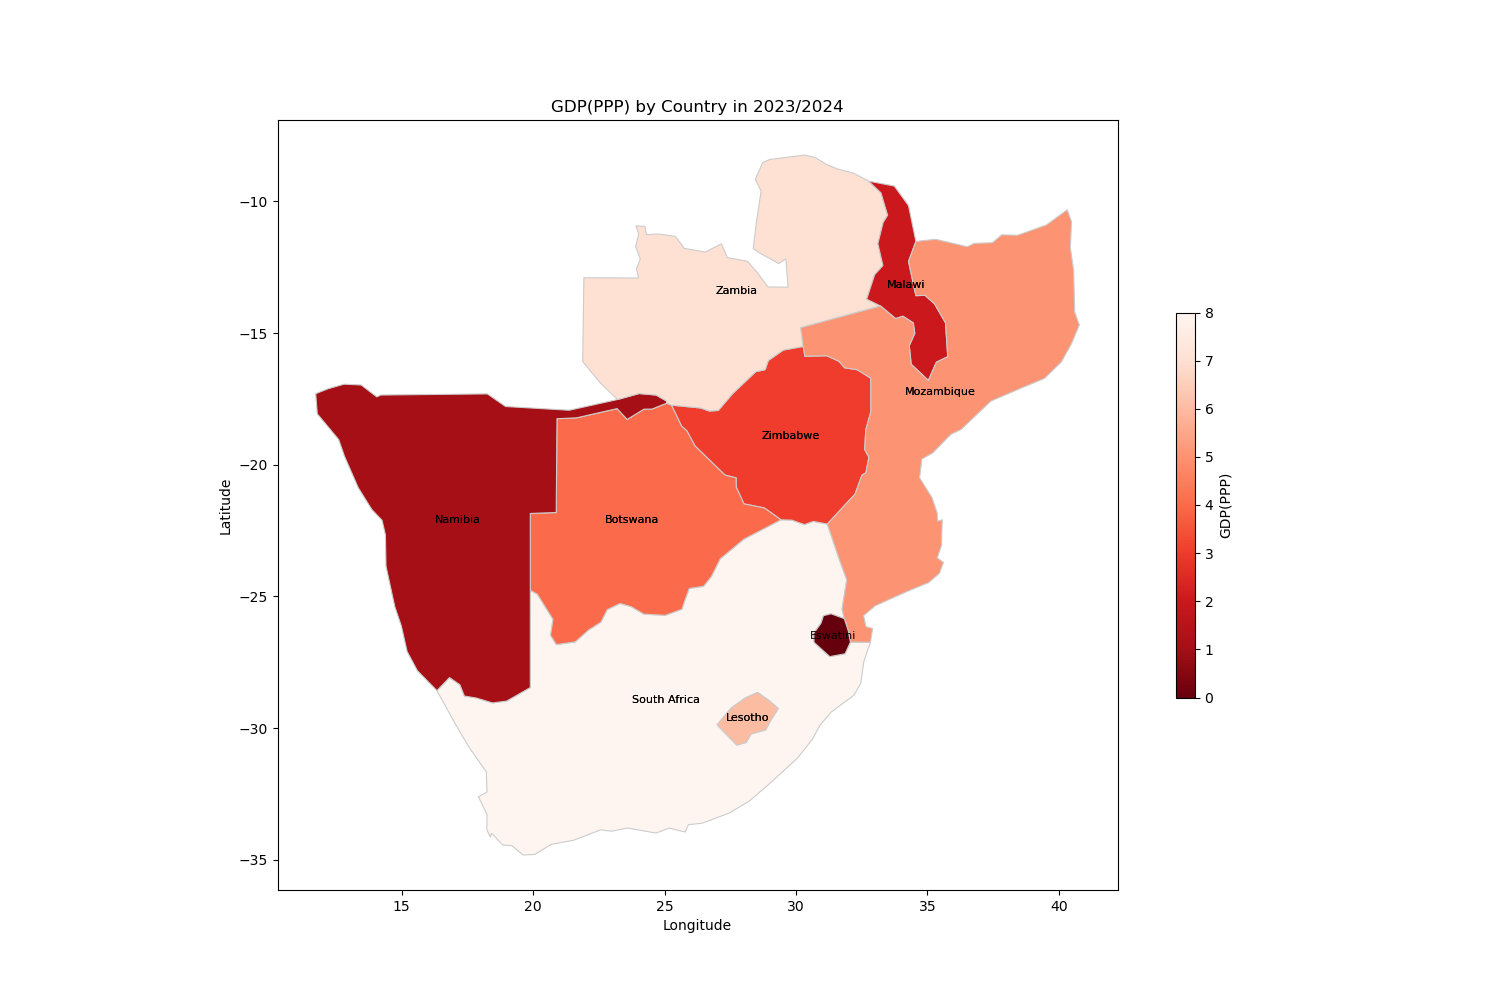 GDP(PPP) by Country in 2023/2024
−10
−15
−20
−25
−30
−35
Latitude
Zambia
Malawi
Mozambique
Zimbabwe
Namibia
Botswana
Eswatini
South Africa
Lesotho
15
20
25
30
35
40
Longitude
8
7
6
5
4
3
2
1
0
GDP(PPP)